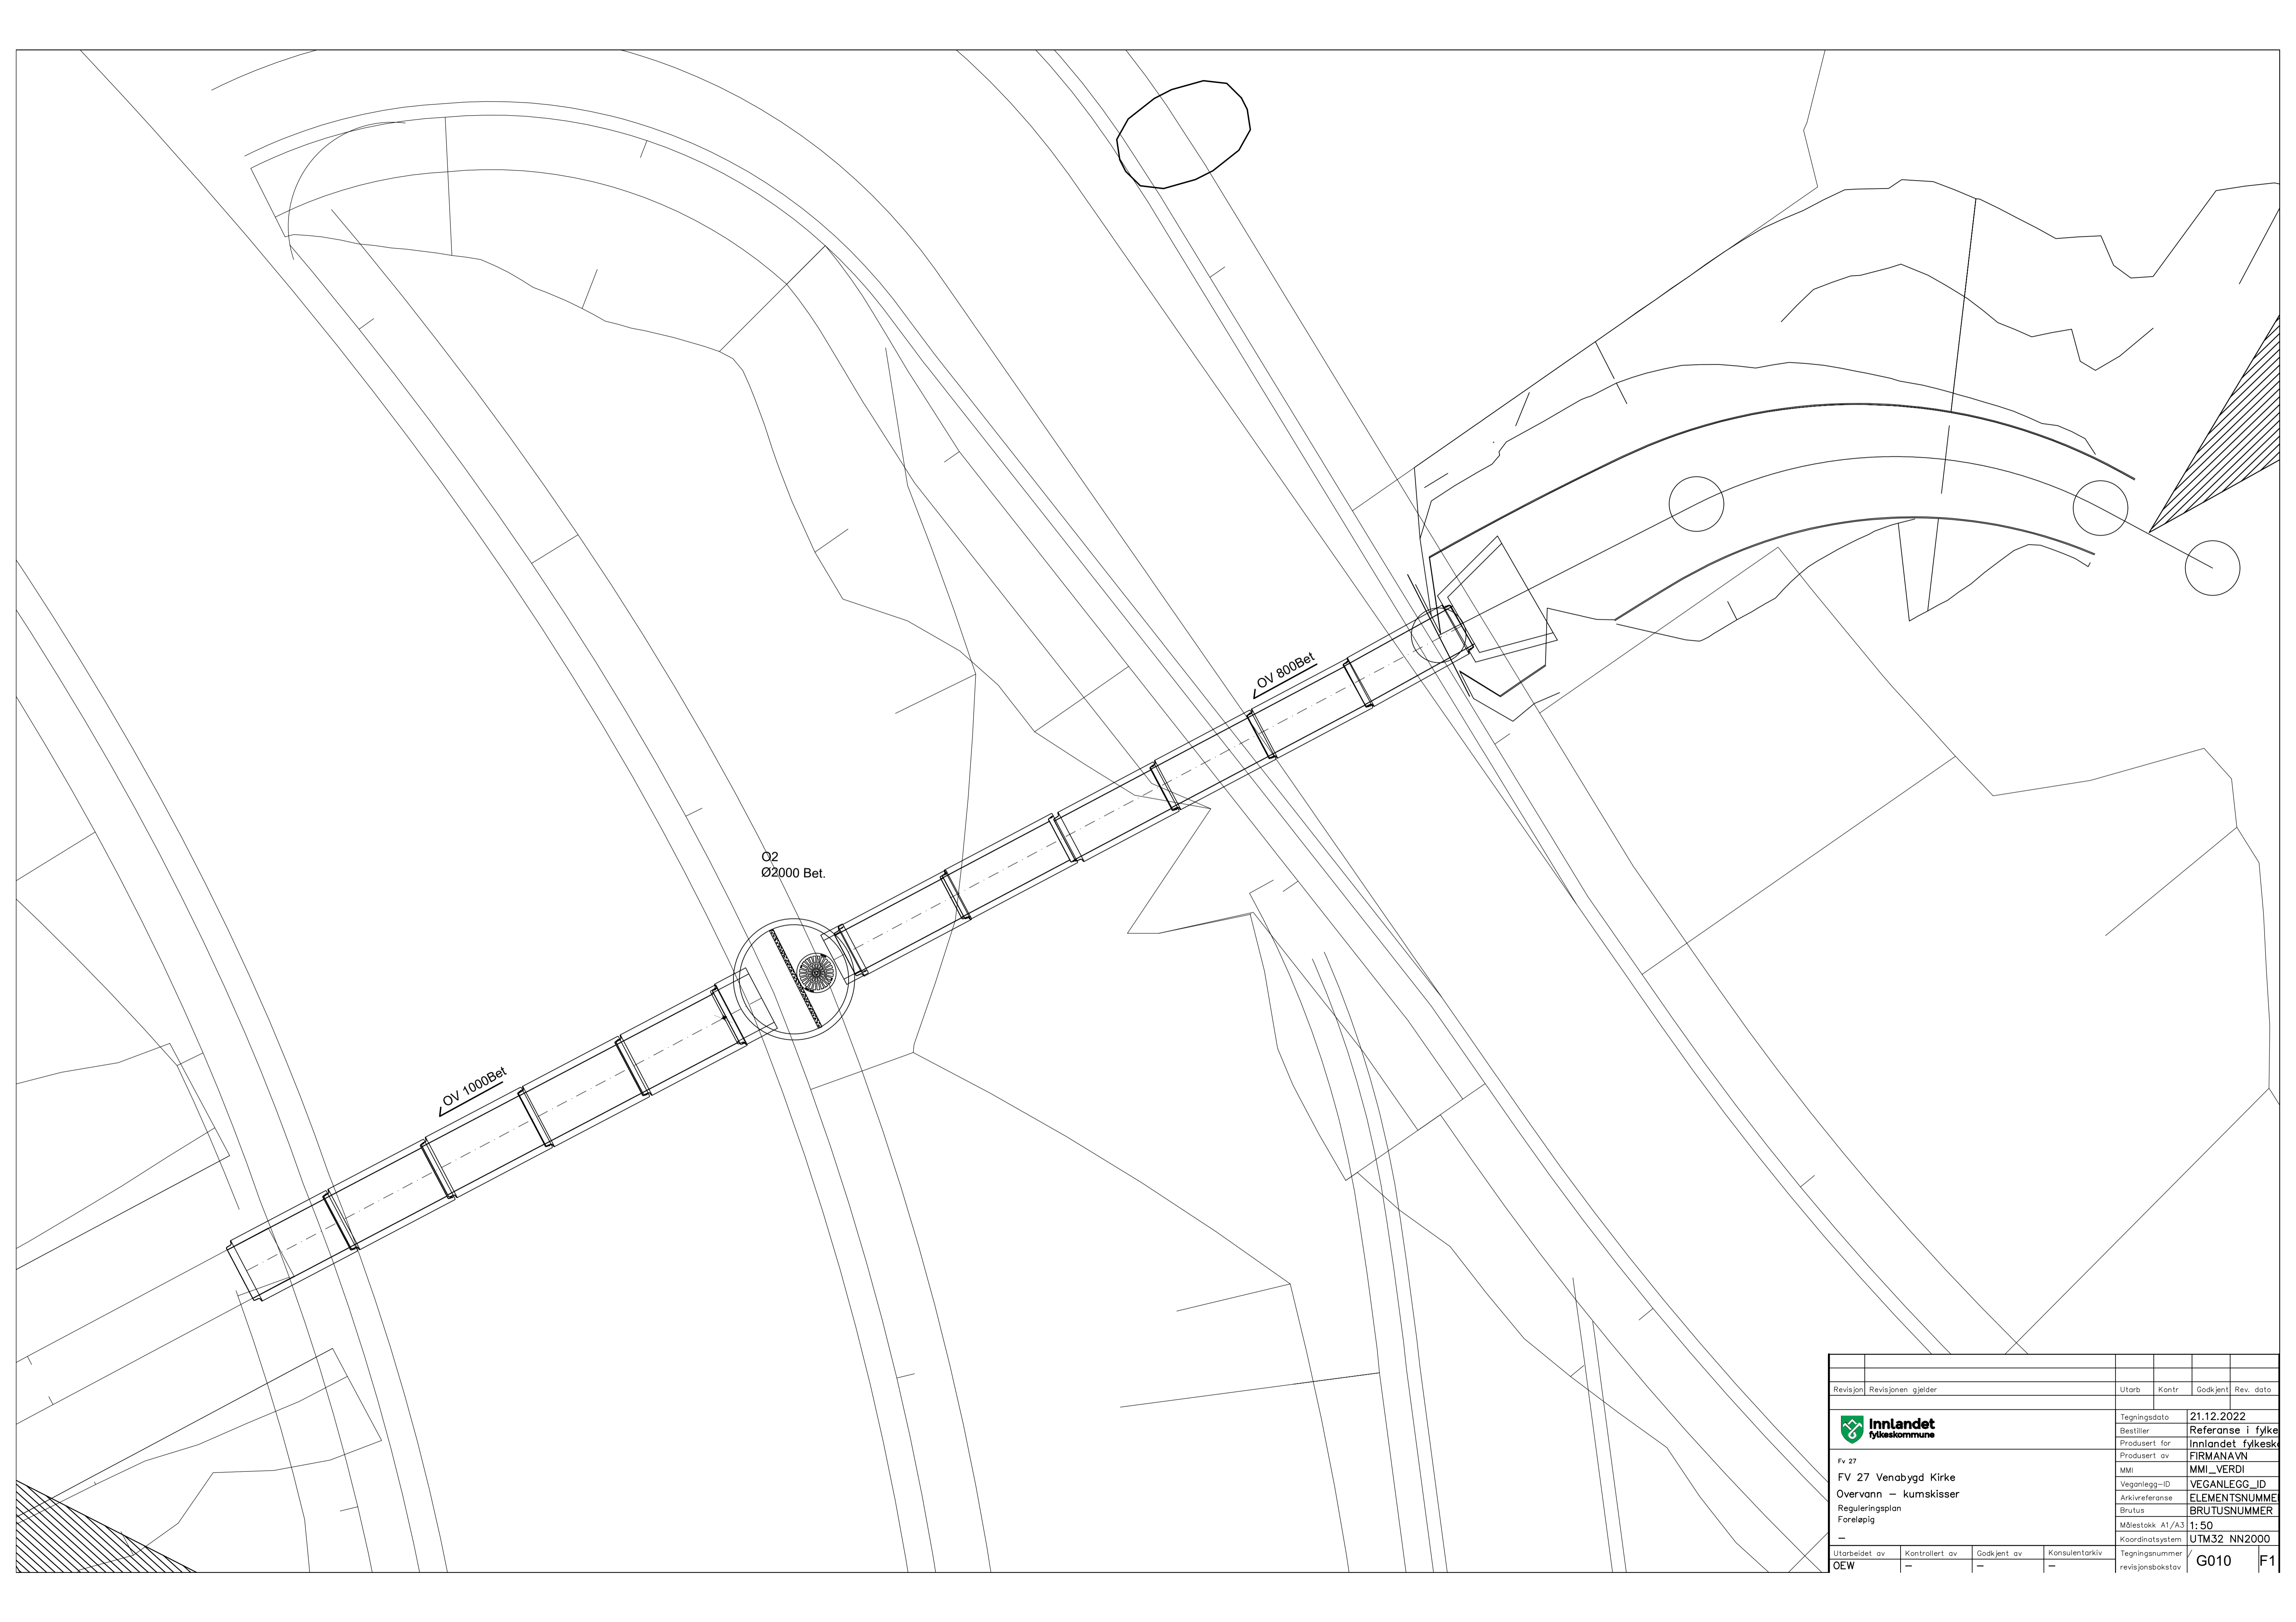 OV 800Bet
O2
Ø2000 Bet.
OV 1000Bet
Revisjon Revisjonen gjelder Utarb Kontr Godkjent Rev. dato
Innlandet
fylkeskommune
Fv 27
FV 27 Venabygd Kirke
Overvann – kumskisser
Reguleringsplan
Foreløpig
–
Tegningsdato 21.12.2022
Bestiller Referanse i fylke
Produsert for Innlandet fylkesk
Produsert av FIRMANAVN
MMI MMI_VERDI
Veganlegg-ID VEGANLEGG_ID
Arkivreferanse ELEMENTSNUMME
Brutus BRUTUSNUMMER
Målestokk A1/A3 1:50
Koordinatsystem UTM32 NN2000
Utarbeidet av Kontrollert av Godkjent av Konsulentarkiv
OEW – – –
Tegningsnummer /
revisjonsbokstav G010 F1